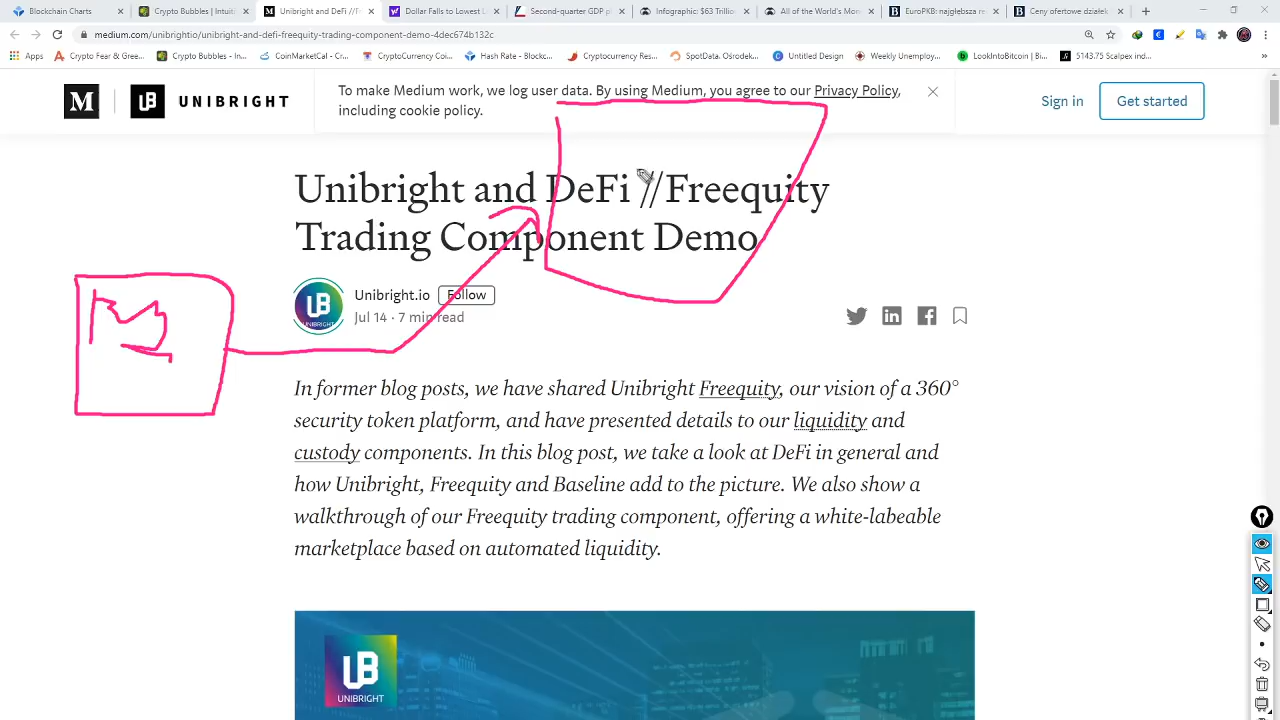 Blockchain Charts
Crypto Bubbles | Intuiti
Unibright and DeFi //F
Dollar Falls to Lowest L
Second-quarter GDP p
Infographic: $63 Trillio
All of the World's Mon
EuroPKB: najgłębsza re
Ceny ofertowe działek
medium.com/unibrightio/unibright-and-defi-freequity-trading-component-demo-4dec674b132c
Apps
Crypto Fear & Gree...
Crypto Bubbles – In...
CoinMarketCal - Cr...
Hash Rate - Blockc...
Cryptocurrency Res...
SpotData. Ośrodek...
Untitled Design
Weekly Unemploy...
LookIntoBitcoin | Bi...
5143.75 Scalpex ind...
M
UB UNIBRIGHT
To make Medium work, we log user data. By using Medium, you agree to our Privacy Policy,
including cookie policy.
Sign in
Get started
Unibright and DeFi //Freequity
Trading Component Demo
Unibright.io Follow
Jul 14 · 7 min read
In former blog posts, we have shared Unibright Freequity, our vision of a 360°
security token platform, and have presented details to our liquidity and
custody components. In this blog post, we take a look at DeFi in general and
how Unibright, Freequity and Baseline add to the picture. We also show a
walkthrough of our Freequity trading component, offering a white-labeable
marketplace based on automated liquidity.
UB
UNIBRIGHT